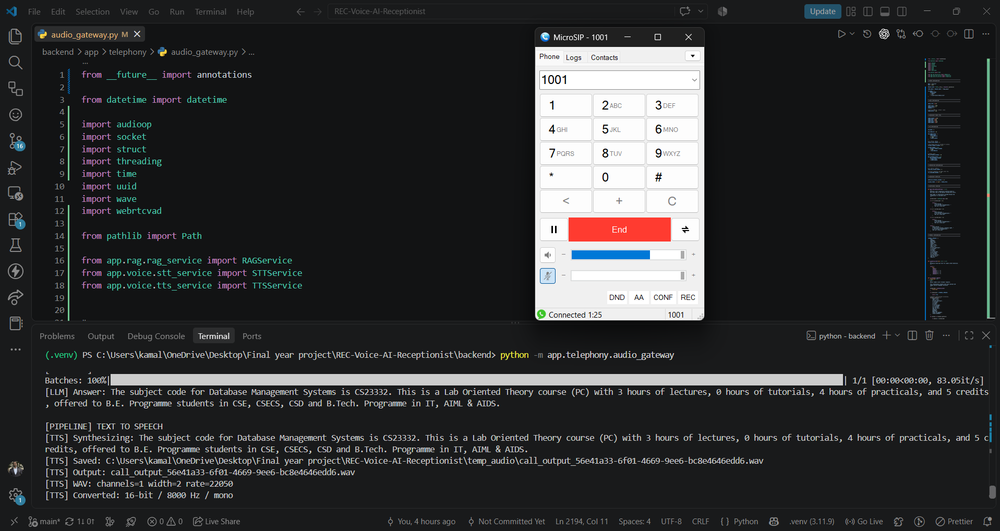 File Edit Selection View Go Run Terminal Help
REC-Voice-AI-Receptionist
Update
audio_gateway.py M
backend > app > telephony > audio_gateway.py > ...
...
1 from __future__ import annotations
2
3 from datetime import datetime
4
5 import audioop
6 import socket
7 import struct
8 import threading
9 import time
10 import uuid
11 import wave
12 import webrtcvad
13
14 from pathlib import Path
15
16 from app.rag.rag_service import RAGService
17 from app.voice.stt_service import STTService
18 from app.voice.tts_service import TTSService
19
20
MicroSIP - 1001
Phone Logs Contacts
1001
1 2 ABC 3 DEF
4 GHI 5 JKL 6 MNO
7 PQRS 8 TUV 9 WXYZ
* 0 #
< + C
End
- +
- +
DND AA CONF REC
Connected 1:25 1001
16
1
1
Problems Output Debug Console Terminal Ports
python - backend
(.venv) PS C:\Users\kamal\OneDrive\Desktop\Final year project\REC-Voice-AI-Receptionist\backend> python -m app.telephony.audio_gateway
Batches: 100%| | 1/1 [00:00<00:00, 83.05it/s]
[LLM] Answer: The subject code for Database Management Systems is CS23332. This is a Lab Oriented Theory course (PC) with 3 hours of lectures, 0 hours of tutorials, 4 hours of practicals, and 5 credits
, offered to B.E. Programme students in CSE, CSECS, CSD and B.Tech. Programme in IT, AIML & AIDS.
[PIPELINE] TEXT TO SPEECH
[TTS] Synthesizing: The subject code for Database Management Systems is CS23332. This is a Lab Oriented Theory course (PC) with 3 hours of lectures, 0 hours of tutorials, 4 hours of practicals, and 5 c
redits, offered to B.E. Programme students in CSE, CSECS, CSD and B.Tech. Programme in IT, AIML & AIDS.
[TTS] Saved: C:\Users\kamal\OneDrive\Desktop\Final year project\REC-Voice-AI-Receptionist\temp_audio\call_output_56e41a33-6f01-4669-9ee6-bc8e4646edd6.wav
[TTS] Output: call_output_56e41a33-6f01-4669-9ee6-bc8e4646edd6.wav
[TTS] WAV: channels=1 width=2 rate=22050
[TTS] Converted: 16-bit / 8000 Hz / mono
main* 1↓ 0↑ 0 0 Live Share You, 4 hours ago Not Committed Yet Ln 2194, Col 11 Spaces: 4 UTF-8 CRLF { } Python .venv (3.11.9) Go Live Prettier